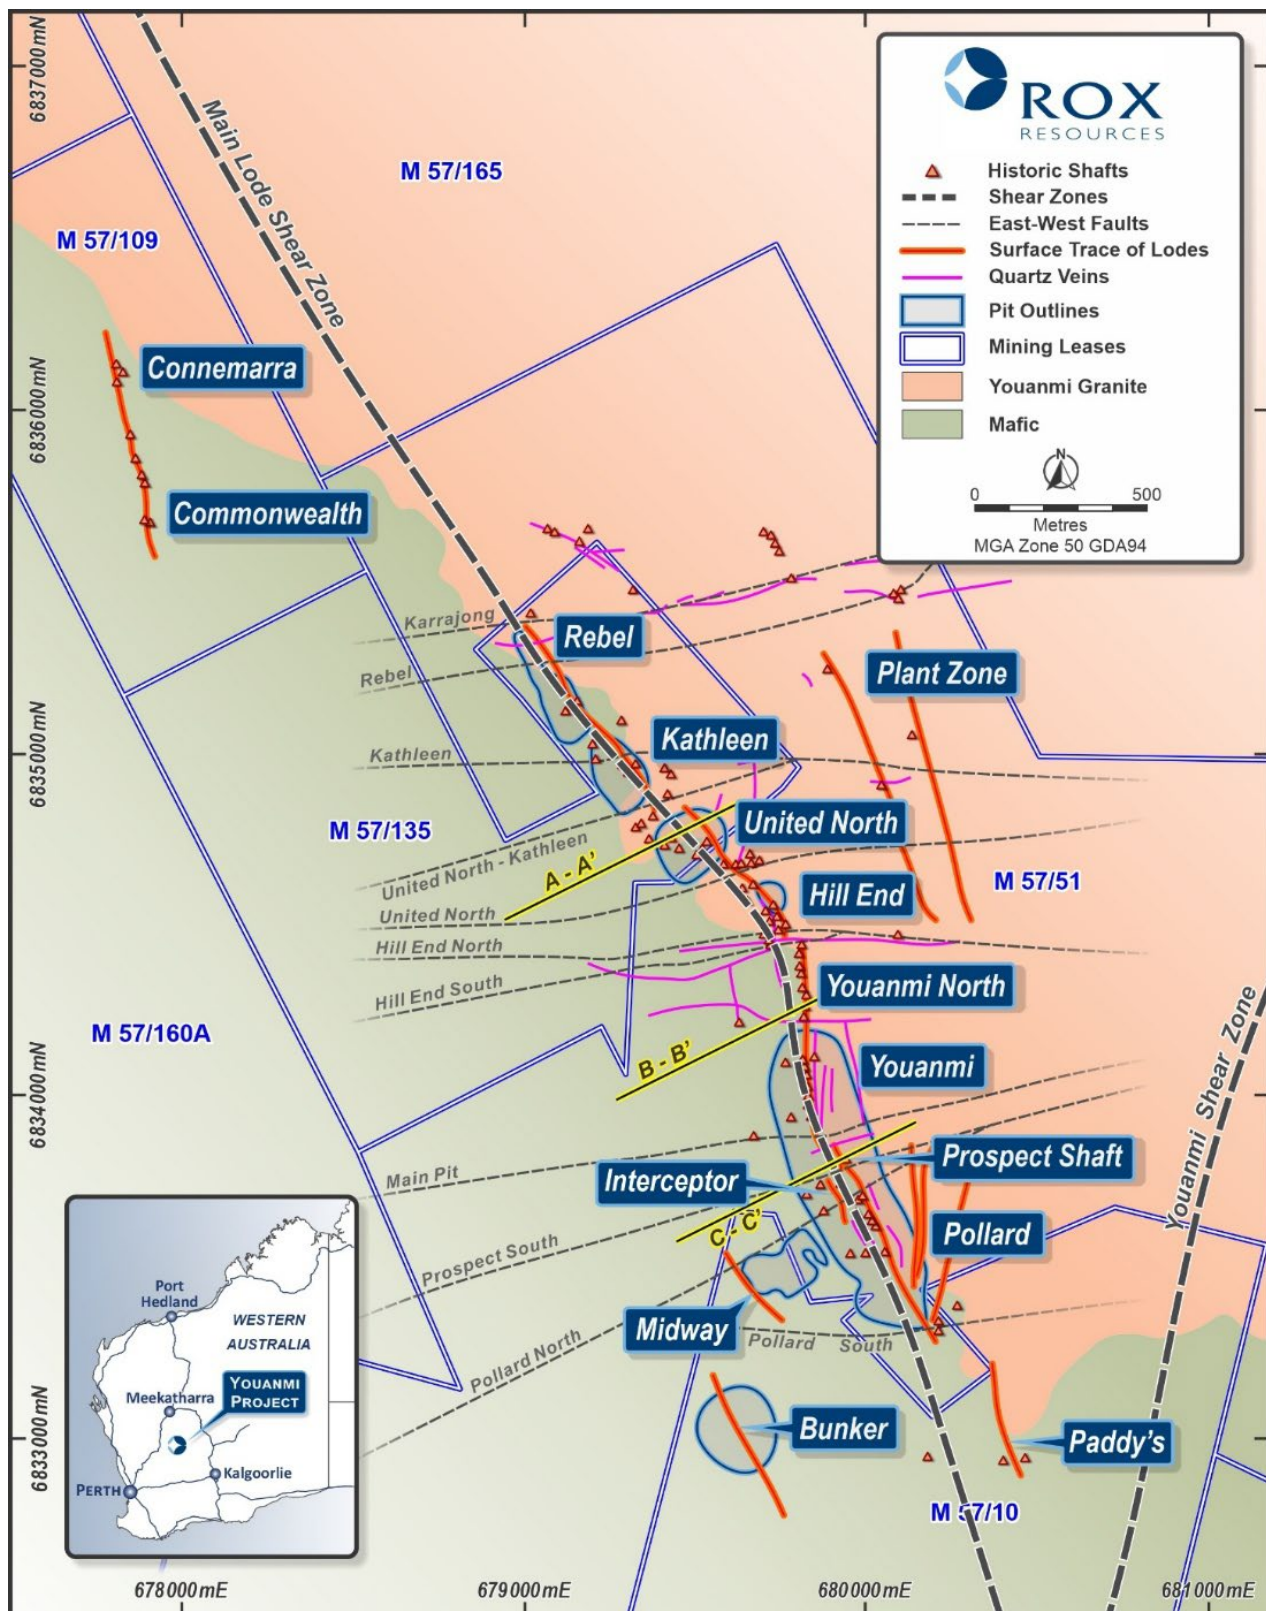 ROX
RESOURCES
Historic Shafts
Shear Zones
East-West Faults
Surface Trace of Lodes
Quartz Veins
Pit Outlines
Mining Leases
Youanmi Granite
Mafic
N
0
500
Metres
MGA Zone 50 GDA94
6837000mN
6836000mN
6835000mN
6834000mN
6833000mN
Main Lode Shear Zone
M 57/165
M 57/109
Connemarra
Commonwealth
Karrajong
Rebel
Rebel
Plant Zone
Kathleen
Kathleen
United North
M 57/135
United North - Kathleen
A - A'
M 57/51
Hill End
United North
Hill End North
Hill End South
Youanmi North
M 57/160A
B - B'
Youanmi
Youanmi Shear Zone
Prospect Shaft
Main Pit
Interceptor
C - C'
Pollard
Prospect South
Midway
Pollard South
Pollard North
Bunker
Paddy's
M 57/10
Port
Hedland
WESTERN
AUSTRALIA
YOUANMI
PROJECT
Meekatharra
Kalgoorlie
PERTH
678000mE
679000mE
680000mE
681000mE